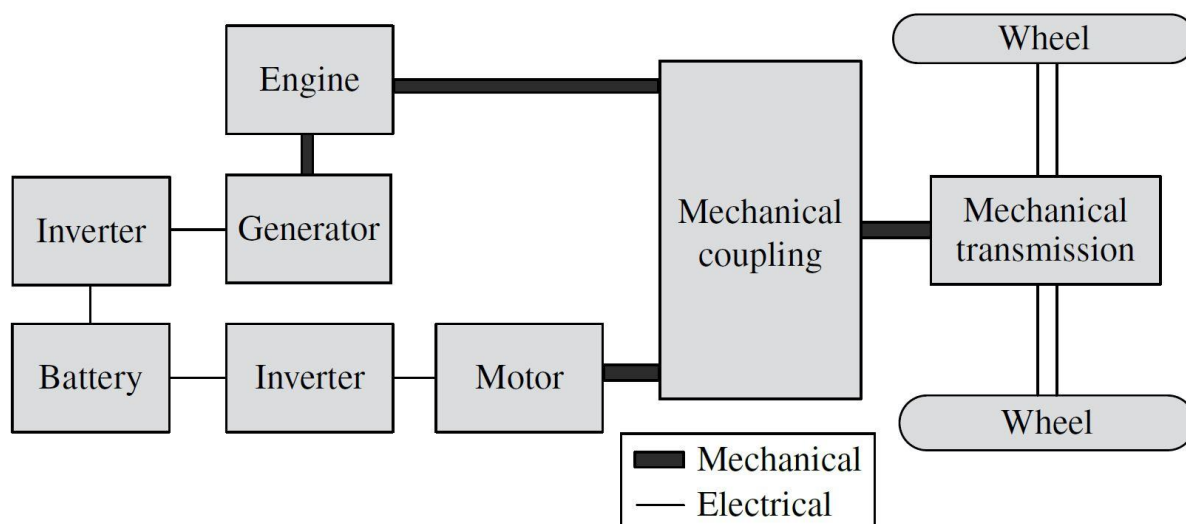 Wheel
Engine
Mechanical
coupling
Inverter
Generator
Mechanical
transmission
Battery
Inverter
Motor
Wheel
Mechanical
Electrical